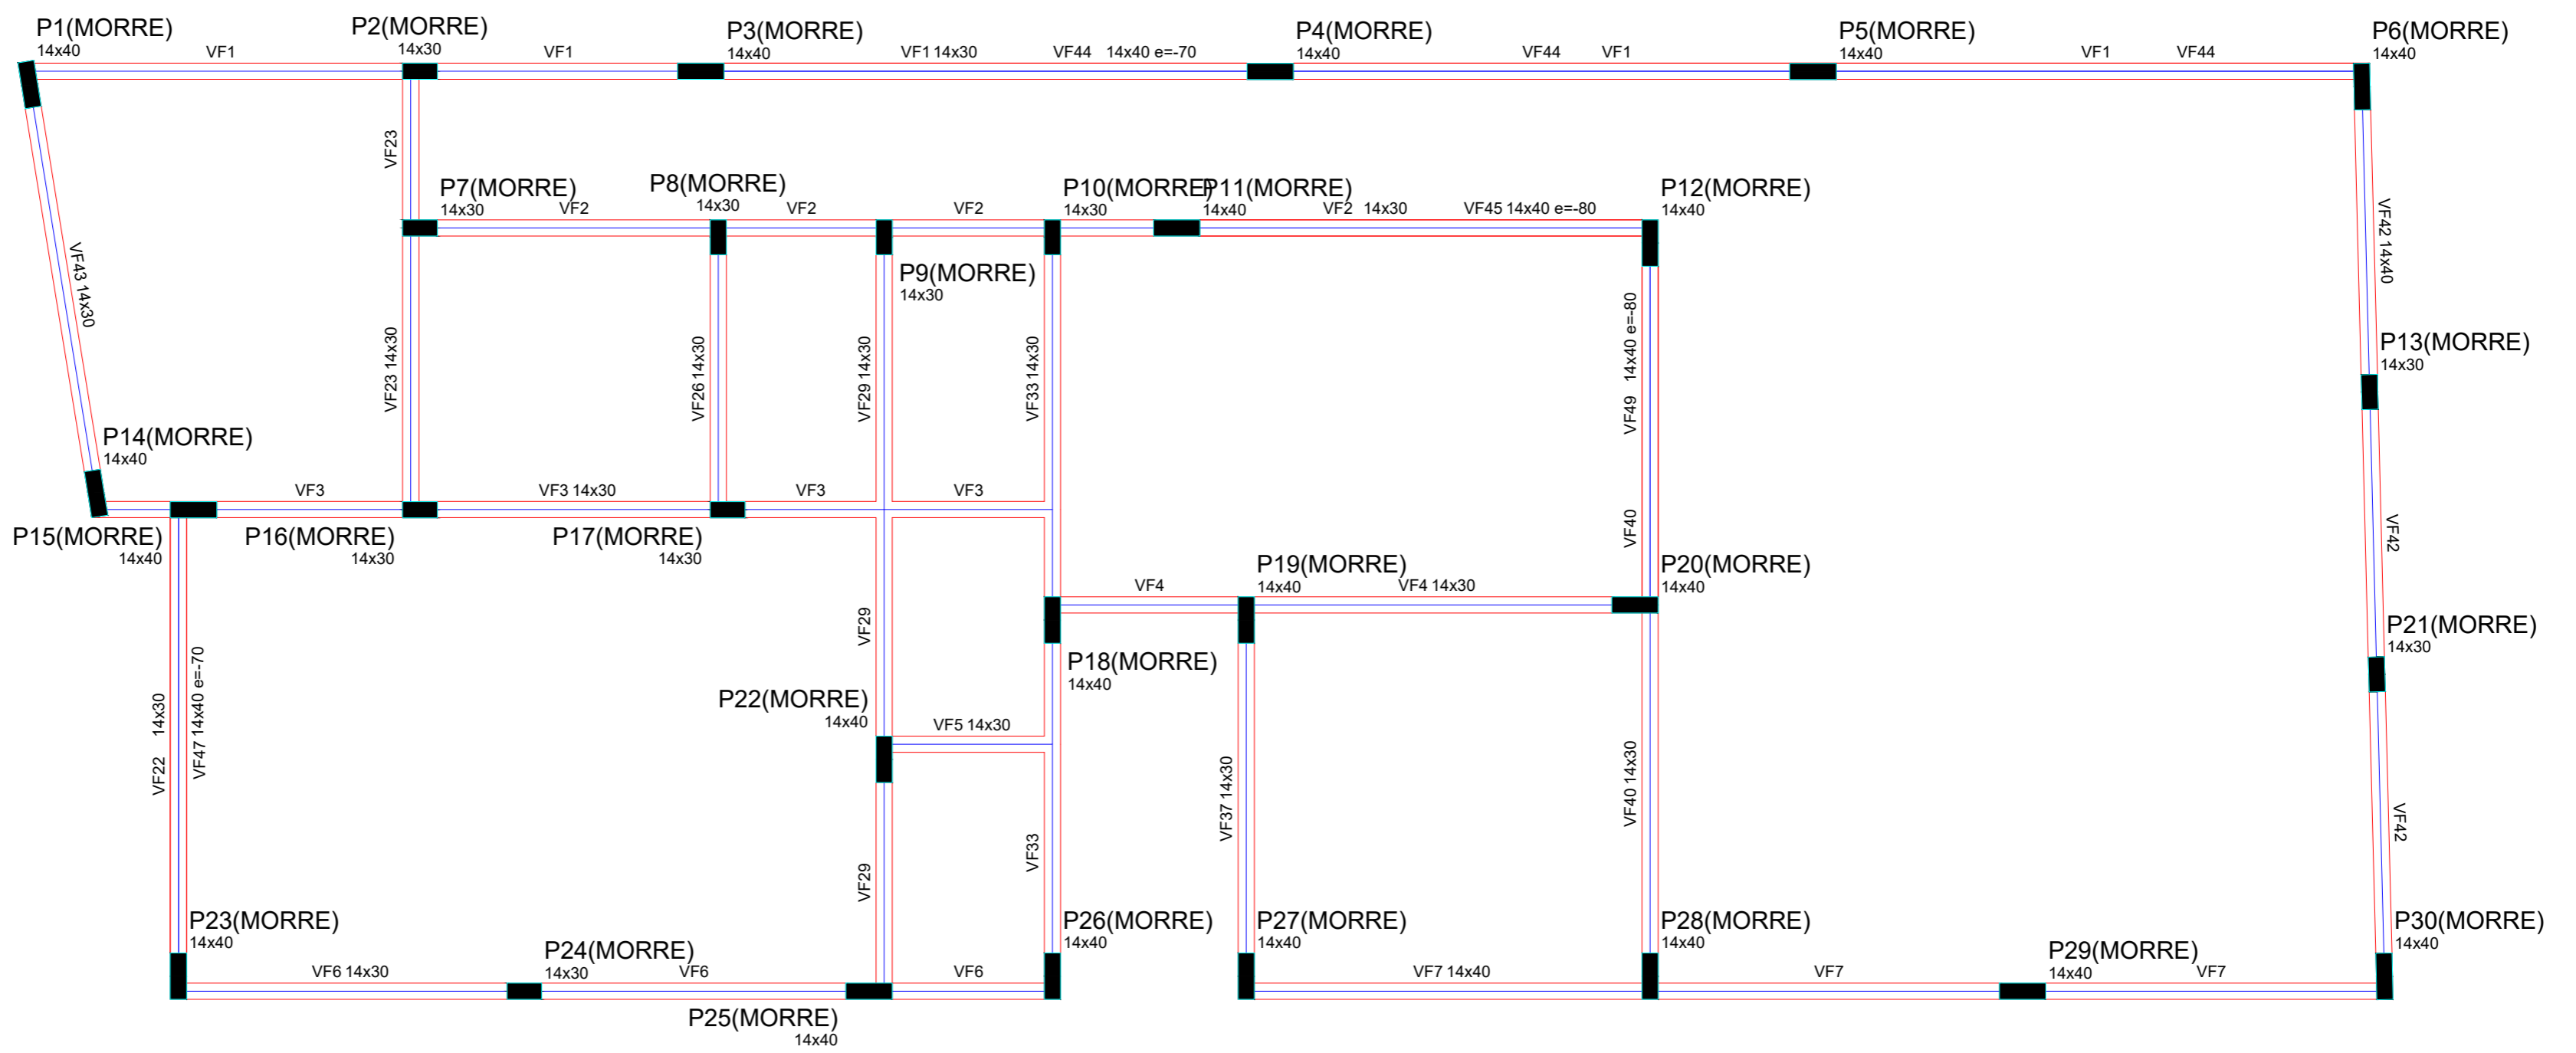 P1(MORRE)
14x40
VF1
P2(MORRE)
14x30
VF1
P3(MORRE)
14x40
VF1 14x30
VF44 14x40 e=-70
P4(MORRE)
14x40
VF44
VF1
P5(MORRE)
14x40
VF1
VF44
P6(MORRE)
14x40
VF23
P7(MORRE)
14x30
VF2
P8(MORRE)
14x30
VF2
VF2
P10(MORRE)
14x30
P11(MORRE)
14x40
VF2 14x30
VF45 14x40 e=-80
P12(MORRE)
14x40
VF42 14x40
P9(MORRE)
14x30
VF43 14x30
VF23 14x30
VF26 14x30
VF29 14x30
VF33 14x30
VF49 14x40 e=-80
P13(MORRE)
14x30
P14(MORRE)
14x40
VF3
VF3 14x30
VF3
VF3
VF40
VF42
P15(MORRE)
14x40
P16(MORRE)
14x30
P17(MORRE)
14x30
VF4
P19(MORRE)
14x40
VF4 14x30
P20(MORRE)
14x40
VF29
P21(MORRE)
14x30
P18(MORRE)
14x40
VF22 14x30
VF47 14x40 e=-70
P22(MORRE)
14x40
VF5 14x30
VF37 14x30
VF40 14x30
VF42
VF29
VF33
P23(MORRE)
14x40
VF6 14x30
P24(MORRE)
14x30
VF6
VF6
P26(MORRE)
14x40
P27(MORRE)
14x40
VF7 14x40
P28(MORRE)
14x40
VF7
P29(MORRE)
14x40
VF7
P30(MORRE)
14x40
P25(MORRE)
14x40